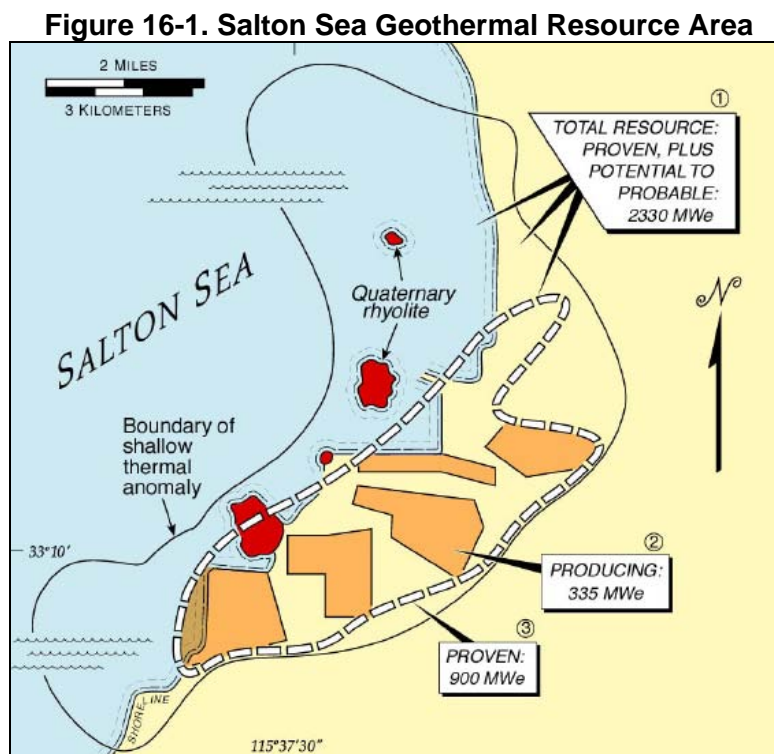 Figure 16-1. Salton Sea Geothermal Resource Area
2 MILES
3 KILOMETERS
①
TOTAL RESOURCE:
PROVEN, PLUS
POTENTIAL TO
PROBABLE:
2330 MWe
SALTON SEA
Quaternary
rhyolite
N
Boundary of
shallow
thermal
anomaly
33°10'
②
PRODUCING:
335 MWe
③
PROVEN:
900 MWe
SHORELINE
115°37'30"